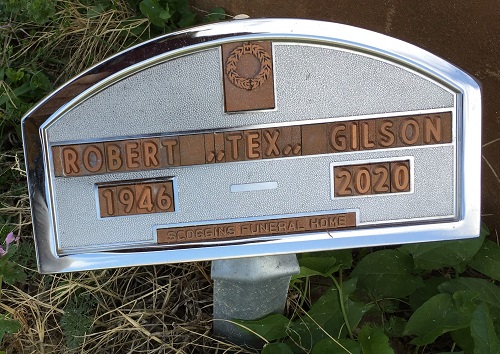 ROBERT „TEX„ GILSON
1946 2020
SCOGGINS FUNERAL HOME